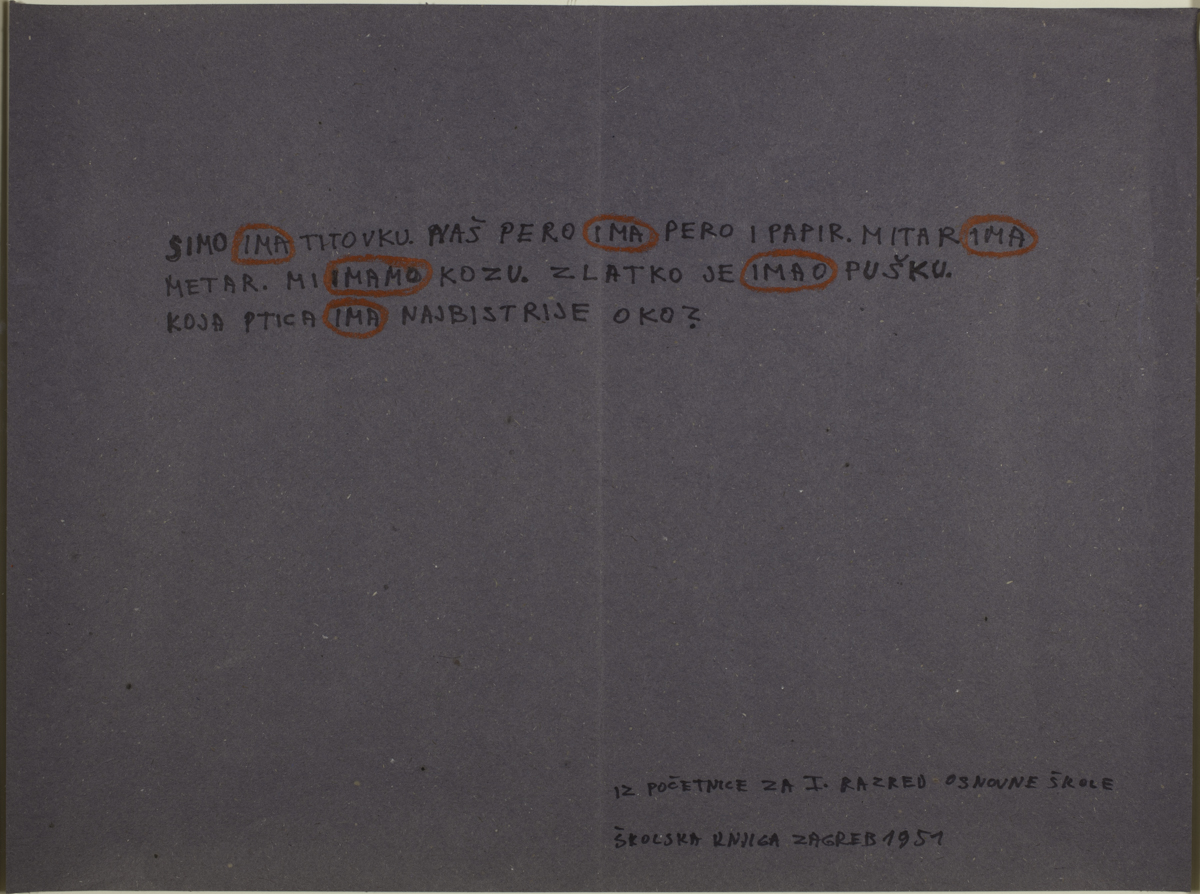 SIMO IMA TITOVKU. NAŠ PERO IMA PERO I PAPIR. MITAR IMA
METAR. MI IMAMO KOZU. ZLATKO JE IMAO PUŠKU.
KOJA PTICA IMA NAJBISTRIJE OKO?
IZ POČETNICE ZA I. RAZRED OSNOVNE ŠKOLE
ŠKOLSKA KNJIGA ZAGREB 1951